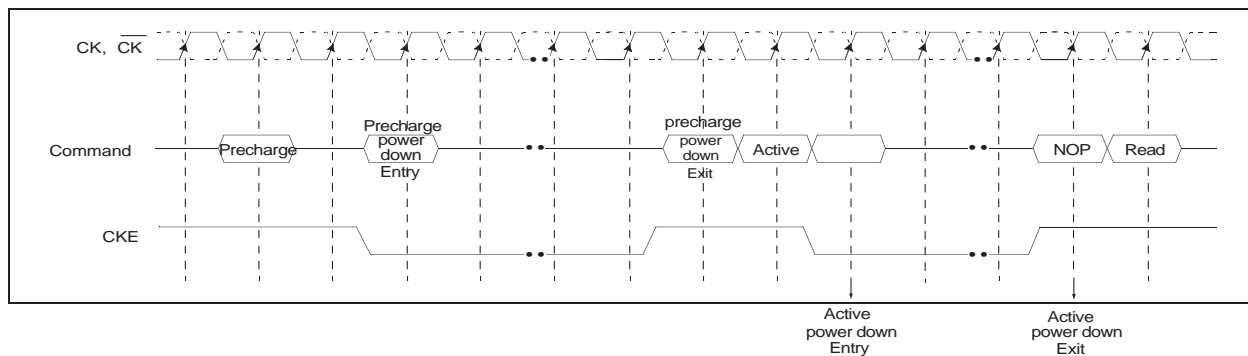 CK, CK
Command
Precharge
Precharge
power
down
Entry
precharge
power
down
Exit
Active
NOP
Read
CKE
Active
power down
Entry
Active
power down
Exit